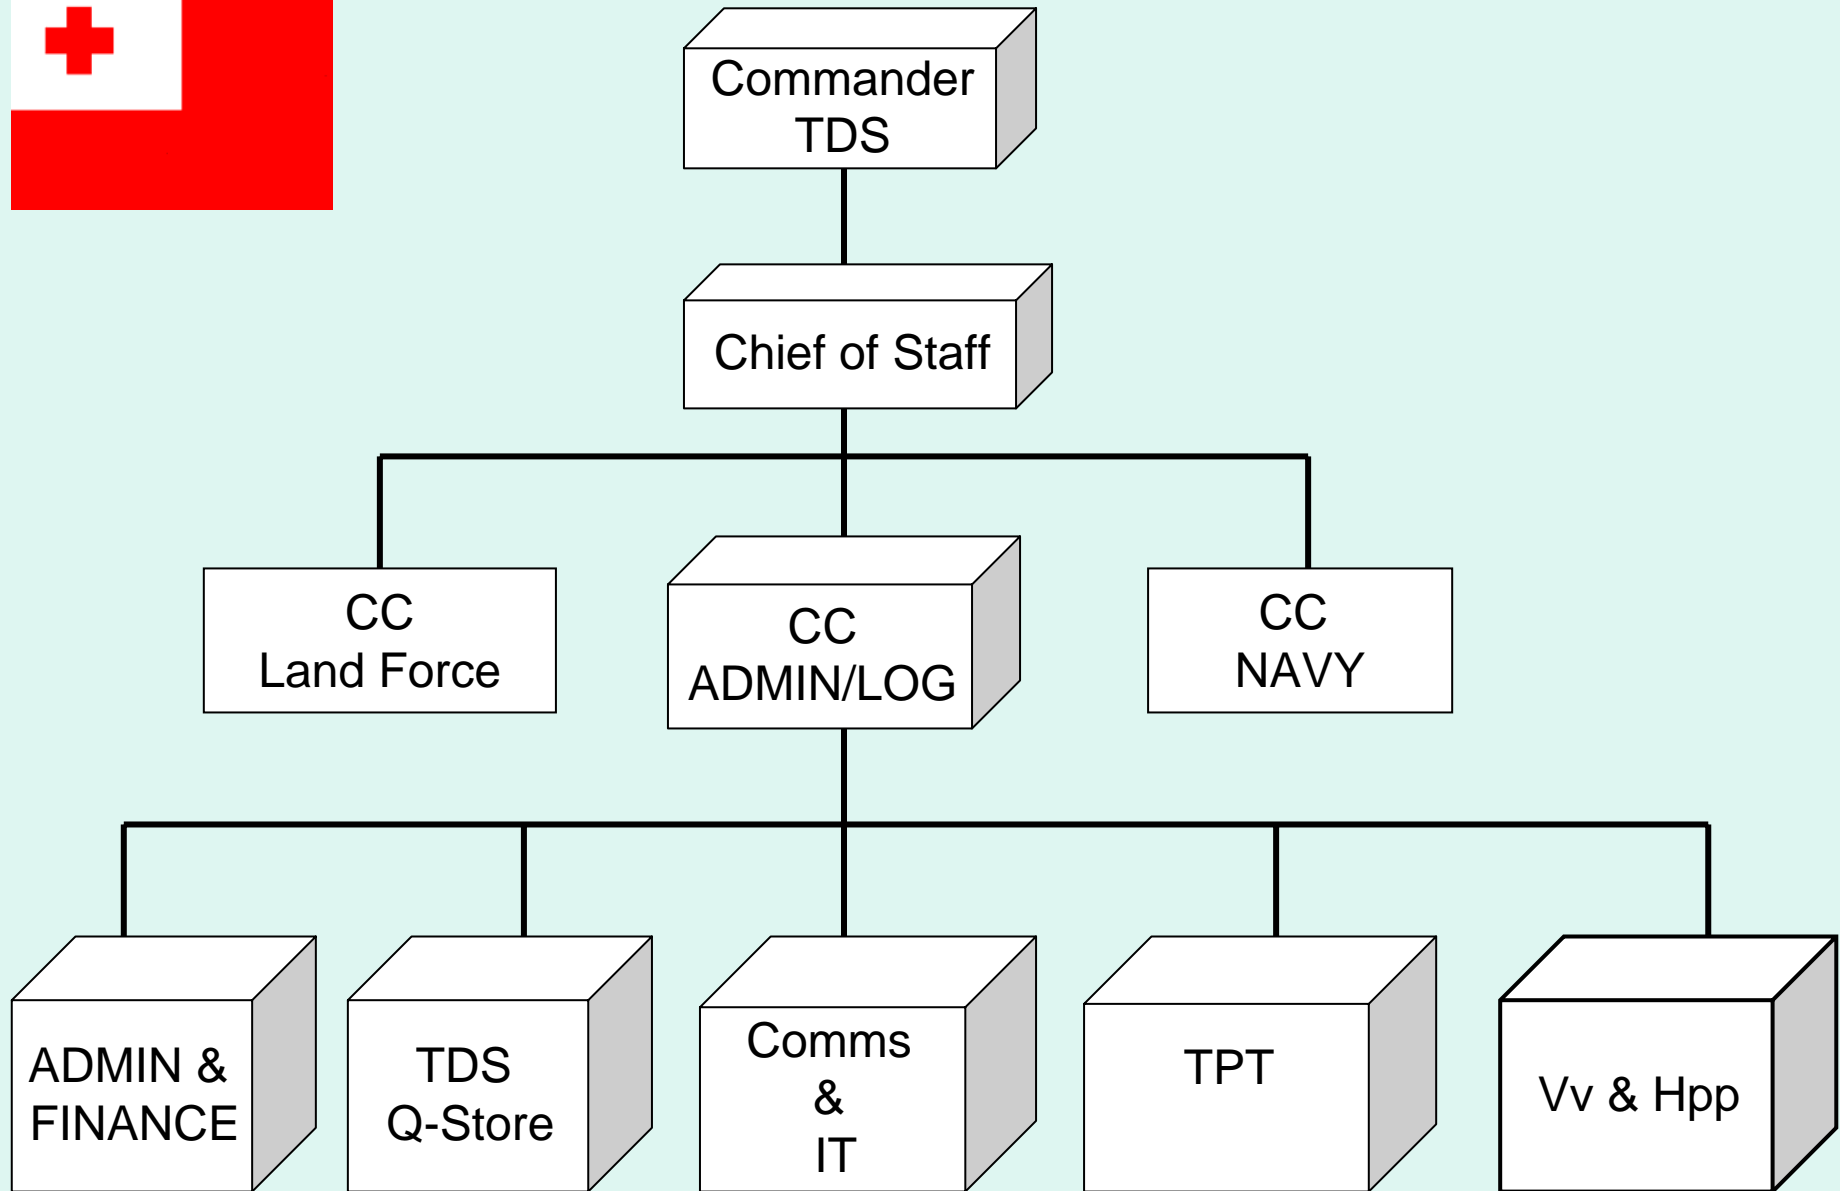 Commander
TDS
Chief of Staff
CC
Land Force
CC
ADMIN/LOG
CC
NAVY
ADMIN &
FINANCE
TDS
Q-Store
Comms
&
IT
TPT
Vv & Hpp